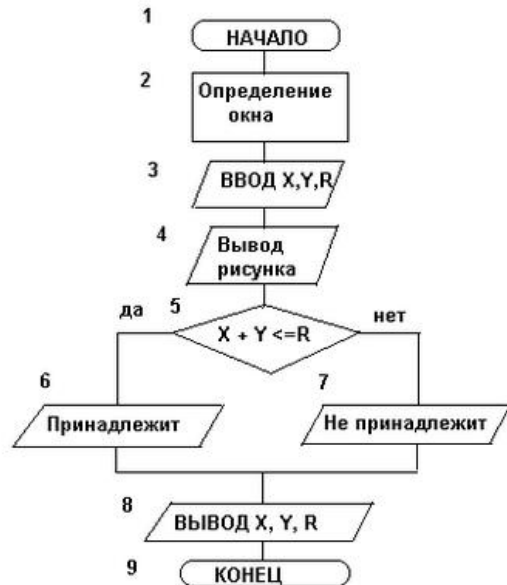 1
НАЧАЛО
2
Определение
окна
3
ВВОД X,Y,R
4
Вывод
рисунка
да
5
нет
X + Y <=R
6
7
Принадлежит
Не принадлежит
8
ВЫВОД X, Y, R
9
КОНЕЦ